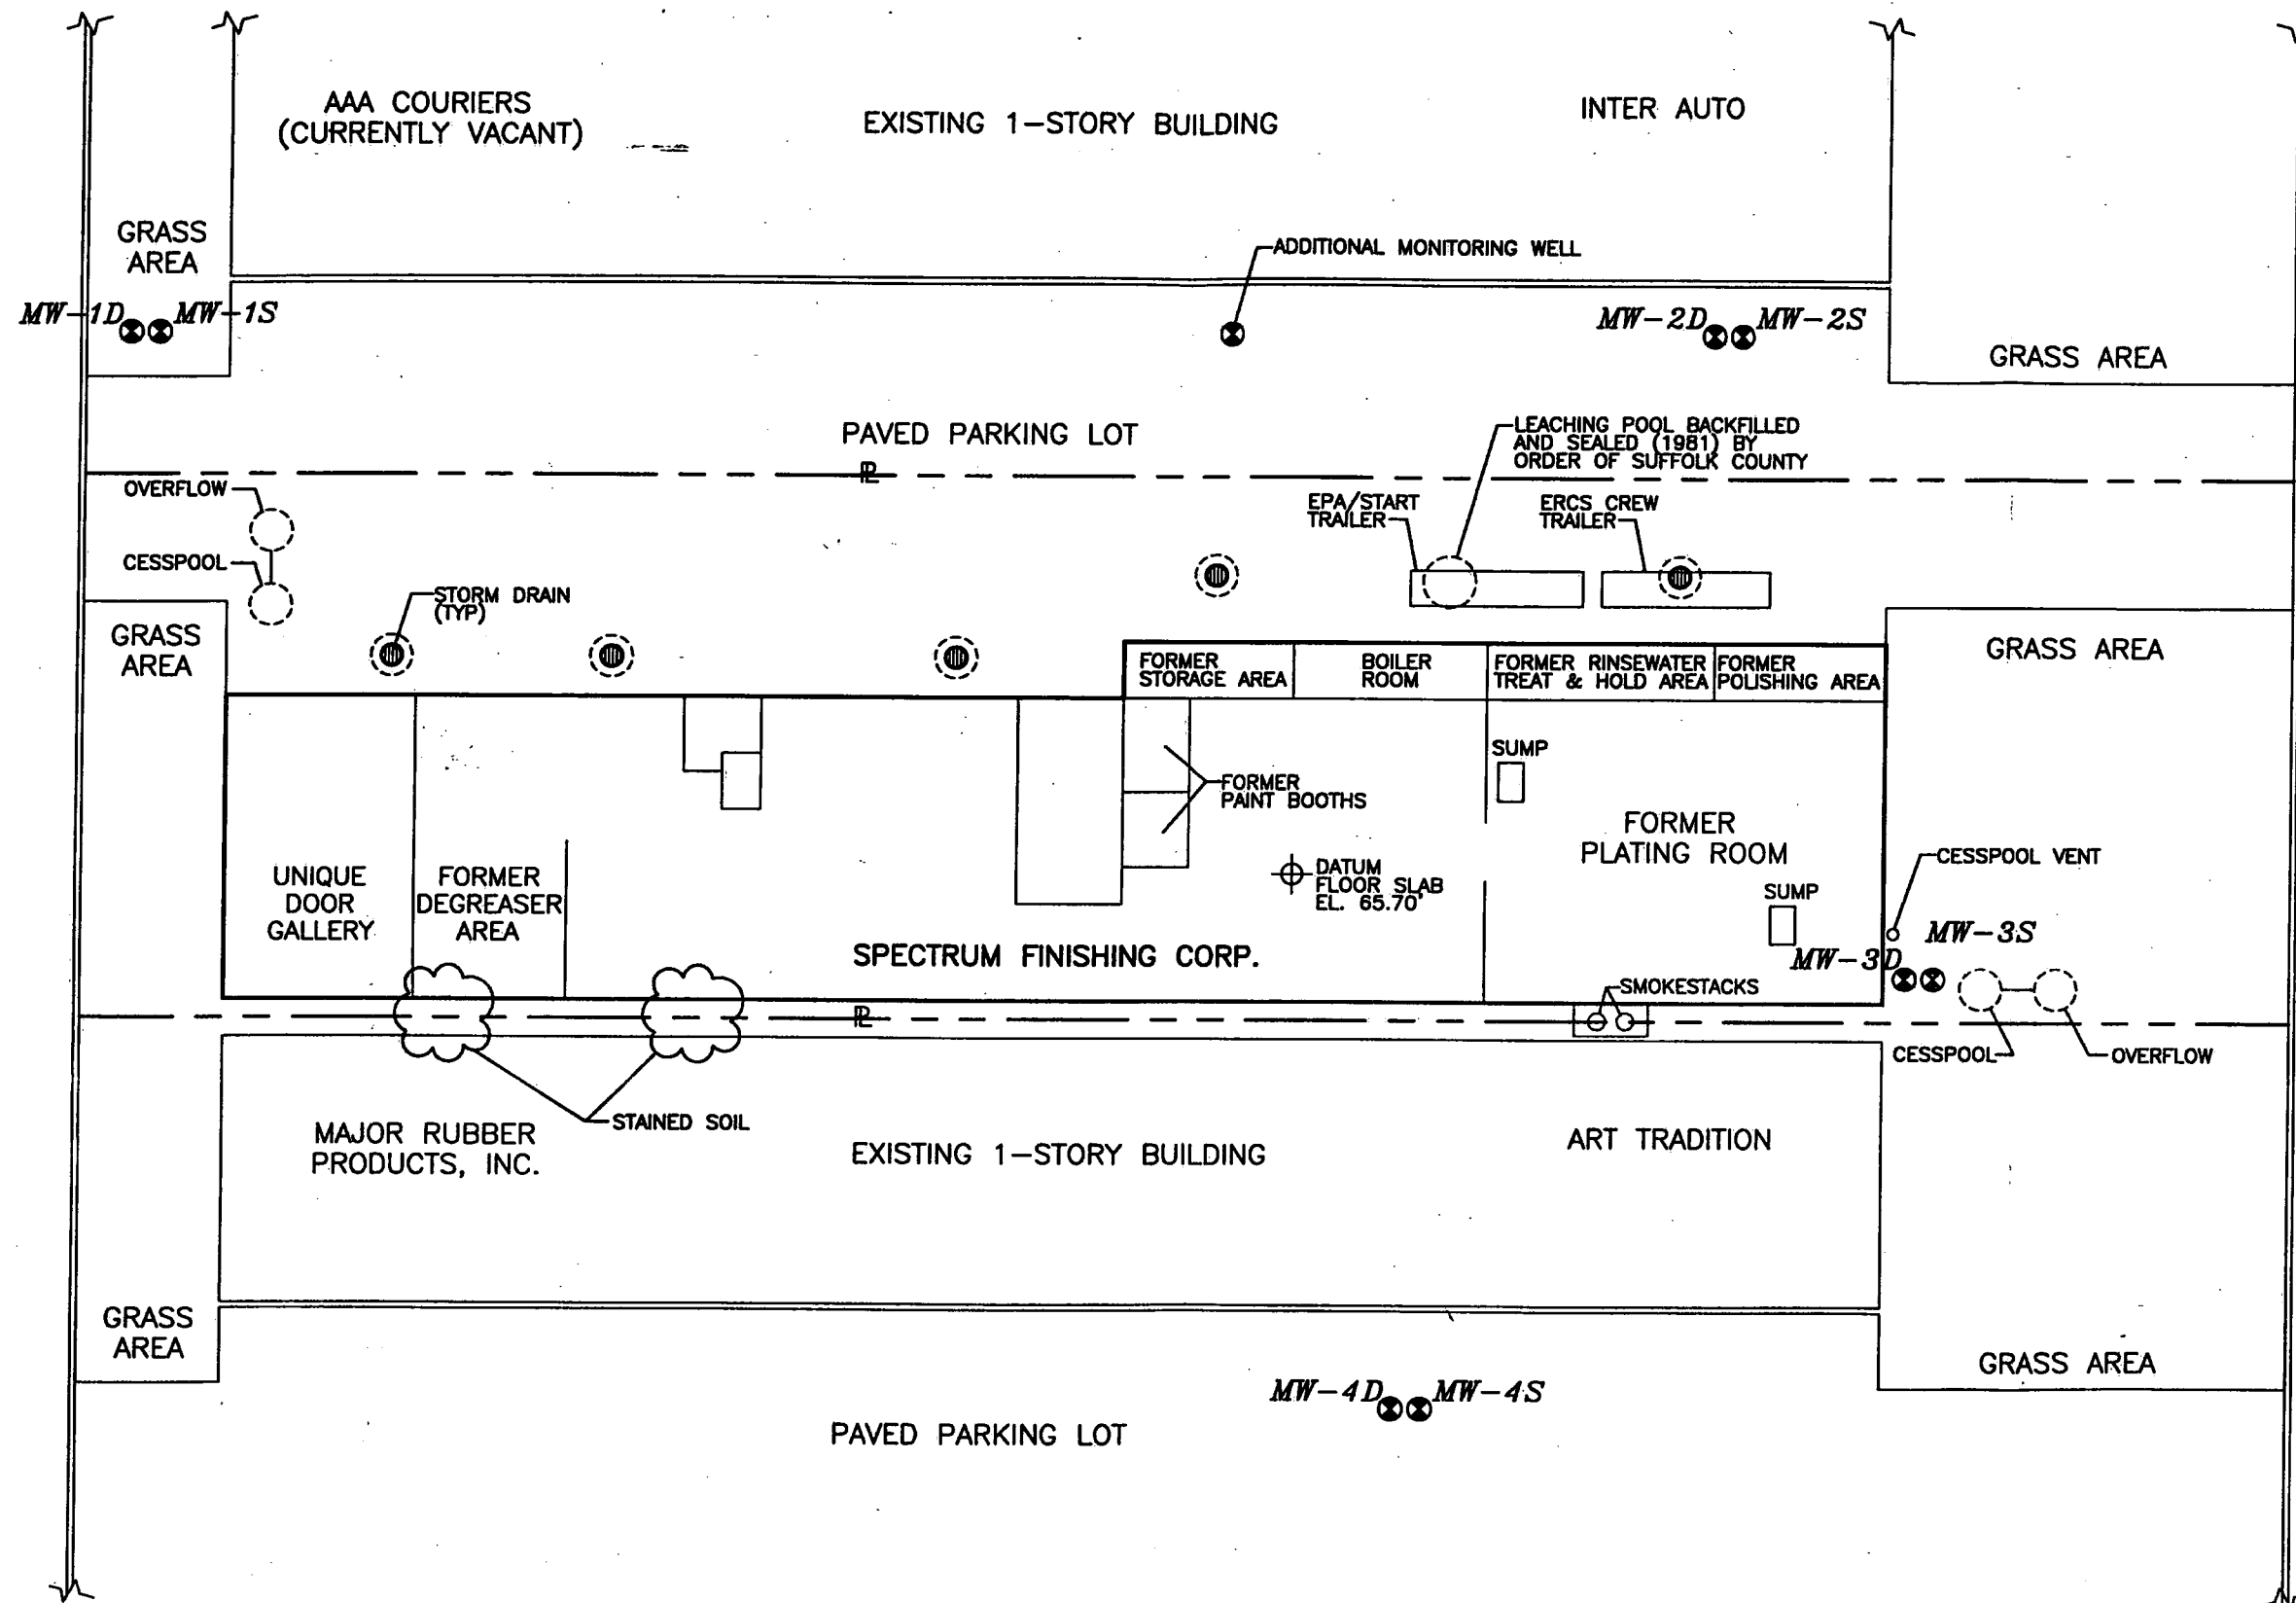 AAA COURIERS
(CURRENTLY VACANT)
EXISTING 1-STORY BUILDING
INTER AUTO
GRASS
AREA
ADDITIONAL MONITORING WELL
MW-1D
MW-1S
MW-2D
MW-2S
GRASS AREA
PAVED PARKING LOT
LEACHING POOL BACKFILLED
AND SEALED (1981) BY
ORDER OF SUFFOLK COUNTY
PL
OVERFLOW
EPA/START
TRAILER
ERCS CREW
TRAILER
CESSPOOL
STORM DRAIN
(TYP)
GRASS
AREA
FORMER
STORAGE AREA
BOILER
ROOM
FORMER RINSEWATER
TREAT & HOLD AREA
FORMER
POLISHING AREA
GRASS AREA
SUMP
FORMER
PAINT BOOTHS
FORMER
PLATING ROOM
UNIQUE
DOOR
GALLERY
FORMER
DEGREASER
AREA
DATUM
FLOOR SLAB
EL. 65.70'
CESSPOOL VENT
SUMP
SPECTRUM FINISHING CORP.
MW-3D
MW-3S
SMOKESTACKS
PL
CESSPOOL
OVERFLOW
STAINED SOIL
MAJOR RUBBER
PRODUCTS, INC.
EXISTING 1-STORY BUILDING
ART TRADITION
GRASS
AREA
GRASS AREA
MW-4D
MW-4S
PAVED PARKING LOT